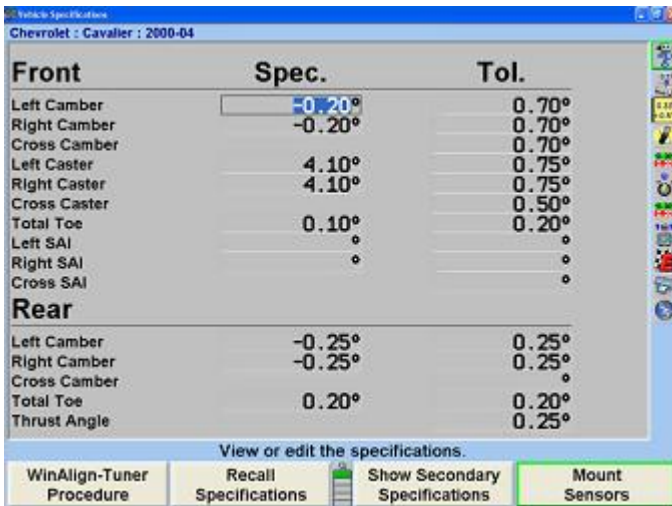 Vehicle Specifications
Chevrolet : Cavalier : 2000-04
Front Spec. Tol.
Left Camber -0.20° 0.70°
Right Camber -0.20° 0.70°
Cross Camber 0.70°
Left Caster 4.10° 0.75°
Right Caster 4.10° 0.75°
Cross Caster 0.50°
Total Toe 0.10° 0.20°
Left SAI ° °
Right SAI ° °
Cross SAI °
Rear
Left Camber -0.25° 0.25°
Right Camber -0.25° 0.25°
Cross Camber °
Total Toe 0.20° 0.20°
Thrust Angle 0.25°
View or edit the specifications.
WinAlign-Tuner Procedure
Recall Specifications
Show Secondary Specifications
Mount Sensors